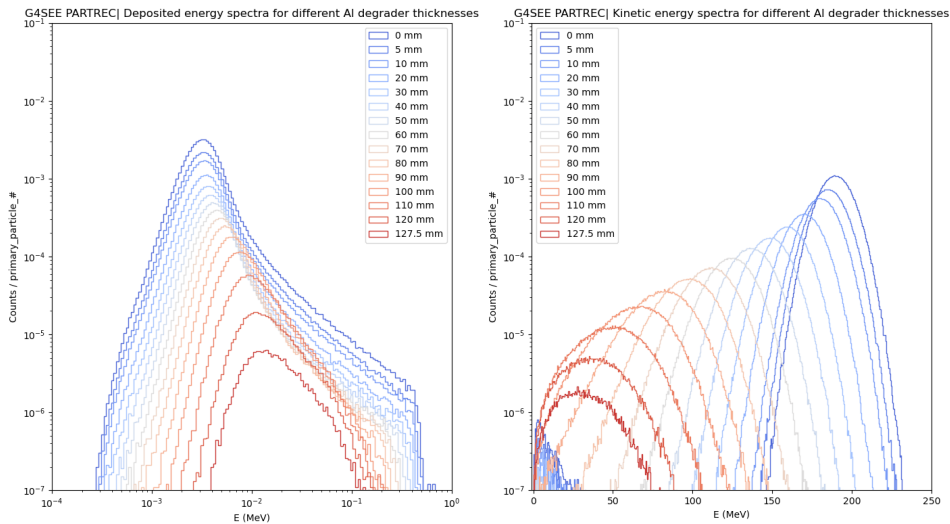 G4SEE PARTREC| Deposited energy spectra for different Al degrader thicknesses
10⁻¹
10⁻²
10⁻³
10⁻⁴
10⁻⁵
10⁻⁶
10⁻⁷
Counts / primary_particle_#
10⁻⁴ 10⁻³ 10⁻² 10⁻¹ 10⁰
E (MeV)
0 mm
5 mm
10 mm
20 mm
30 mm
40 mm
50 mm
60 mm
70 mm
80 mm
90 mm
100 mm
110 mm
120 mm
127.5 mm
G4SEE PARTREC| Kinetic energy spectra for different Al degrader thicknesses
10⁻¹
10⁻²
10⁻³
10⁻⁴
10⁻⁵
10⁻⁶
10⁻⁷
Counts / primary_particle_#
0 50 100 150 200 250
E (MeV)
0 mm
5 mm
10 mm
20 mm
30 mm
40 mm
50 mm
60 mm
70 mm
80 mm
90 mm
100 mm
110 mm
120 mm
127.5 mm